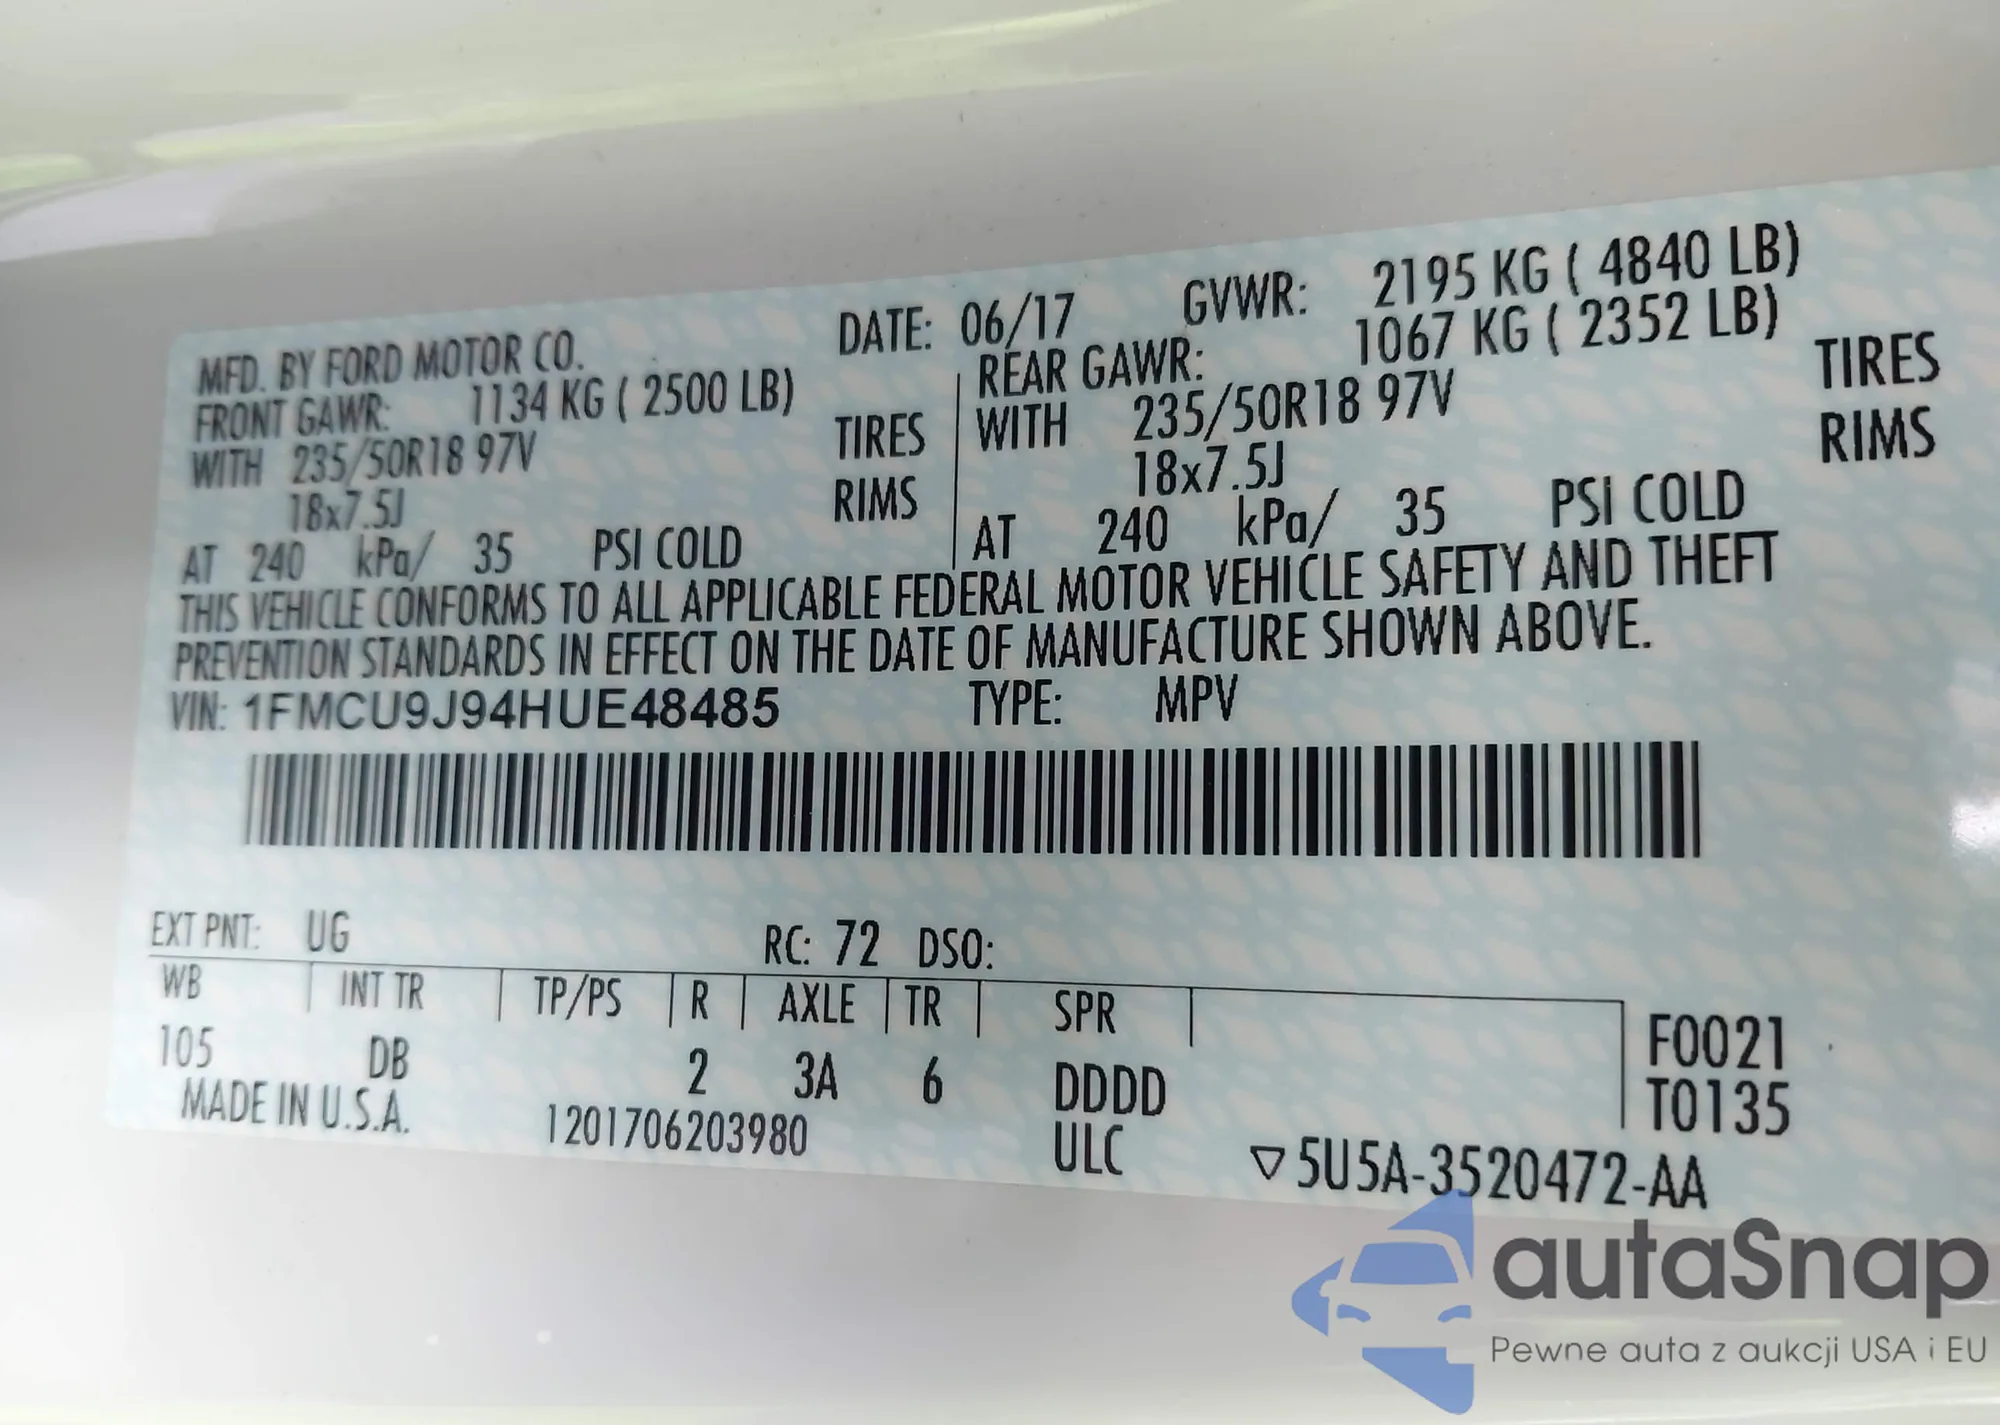 MFD. BY FORD MOTOR CO. DATE: 06/17 GVWR: 2195 KG ( 4840 LB)
FRONT GAWR: 1134 KG ( 2500 LB) REAR GAWR: 1067 KG ( 2352 LB)
WITH 235/50R18 97V TIRES WITH 235/50R18 97V TIRES
18x7.5J RIMS 18x7.5J RIMS
AT 240 kPa/ 35 PSI COLD AT 240 kPa/ 35 PSI COLD
THIS VEHICLE CONFORMS TO ALL APPLICABLE FEDERAL MOTOR VEHICLE SAFETY AND THEFT
PREVENTION STANDARDS IN EFFECT ON THE DATE OF MANUFACTURE SHOWN ABOVE.
VIN: 1FMCU9J94HUE48485 TYPE: MPV
EXT PNT: UG RC: 72 DSO:
WB INT TR TP/PS R AXLE TR SPR
F0021
105 DB 2 3A 6 DDDD T0135
MADE IN U.S.A. 1201706203980 ULC ▽5U5A-3520472-AA
autaSnap
Pewne auta z aukcji USA i EU